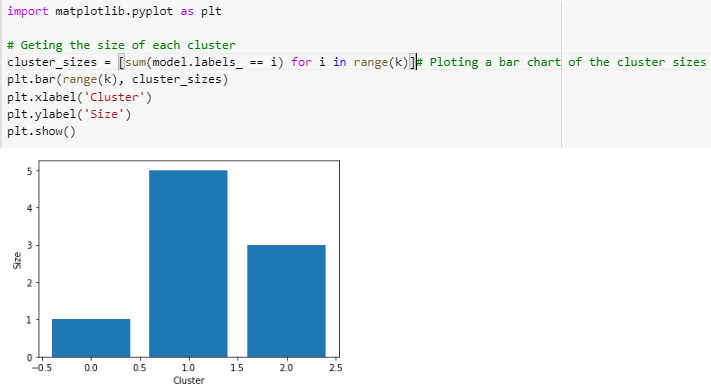 import matplotlib.pyplot as plt
# Geting the size of each cluster
cluster_sizes = [sum(model.labels_ == i) for i in range(k)]# Ploting a bar chart of the cluster sizes
plt.bar(range(k), cluster_sizes)
plt.xlabel('Cluster')
plt.ylabel('Size')
plt.show()
5
4
3
2
1
0
Size
−0.5 0.0 0.5 1.0 1.5 2.0 2.5
Cluster